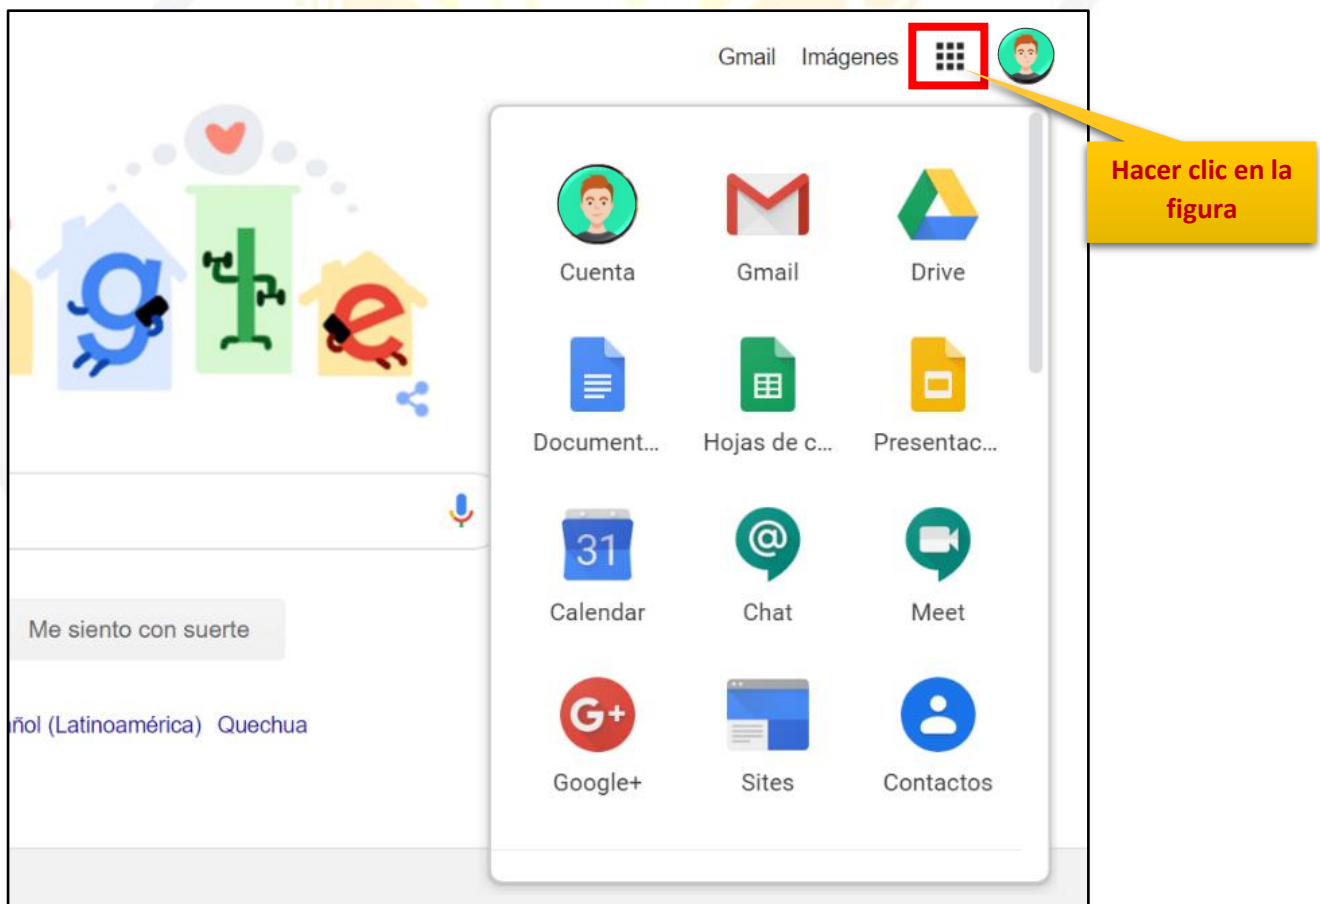 Gmail Imágenes
Hacer clic en la
figura
Cuenta Gmail Drive
Document... Hojas de c... Presentac...
31
Calendar Chat Meet
G+
Google+ Sites Contactos
g l e
Me siento con suerte
ñol (Latinoamérica) Quechua